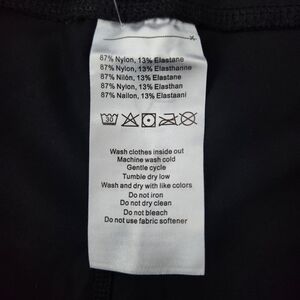 87% Nylon, 13% Elastane
87% Nylon, 13% Elasthanne
87% Nilón, 13% Elastane
87% Nylon, 13% Elasthan
87% Nailon, 13% Elastaani
Wash clothes inside out
Machine wash cold
Gentle cycle
Tumble dry low
Wash and dry with like colors
Do not iron
Do not dry clean
Do not bleach
Do not use fabric softener